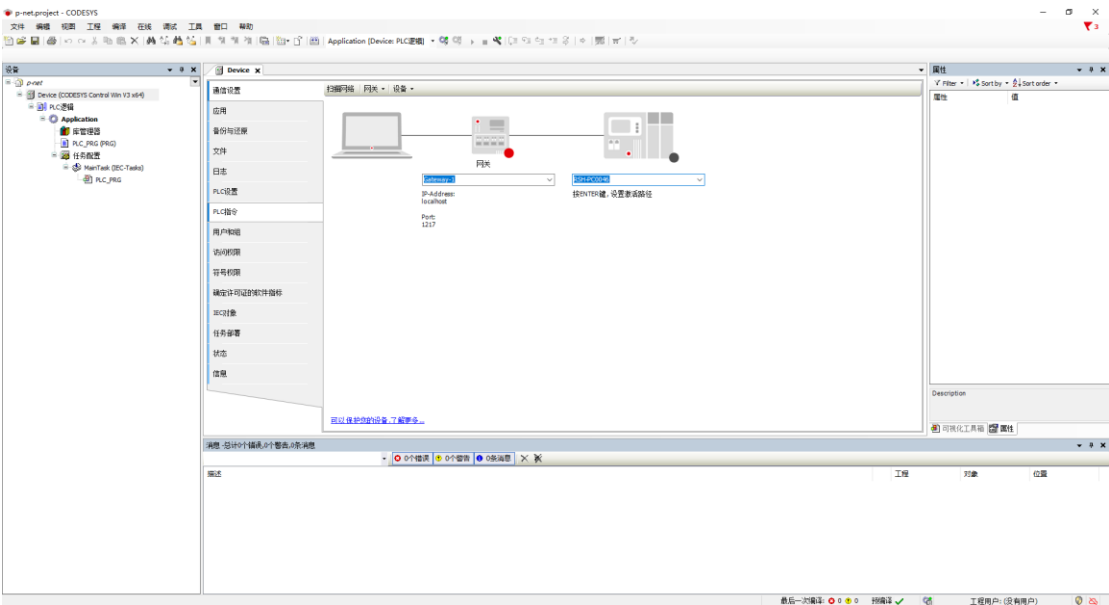 p-net.project - CODESYS
文件 编辑 视图 工程 编译 在线 调试 工具 窗口 帮助
3
Application (Device: PLC逻辑)
设备
p-net
Device (CODESYS Control Win V3 x64)
PLC逻辑
Application
库管理器
PLC_PRG (PRG)
任务配置
MainTask (IEC-Tasks)
PLC_PRG
Device
通信设置
应用
备份与还原
文件
日志
PLC设置
PLC指令
用户和组
访问权限
符号权限
确定许可证的软件指标
IEC对象
任务部署
状态
信息
扫描网络 网关 设备
网关
Gateway-1
IP-Address:
localhost
Port:
1217
RSH-PC0046
按ENTER键,设置激活路径
可以保护您的设备.了解更多...
属性
Filter Sort by Sort order
属性 值
Description
可视化工具箱 属性
消息 -总计0个错误,0个警告,0条消息
0个错误 0个警告 0条消息
描述 工程 对象 位置
最后一次编译: 0 0 预编译 工程用户: (没有用户)